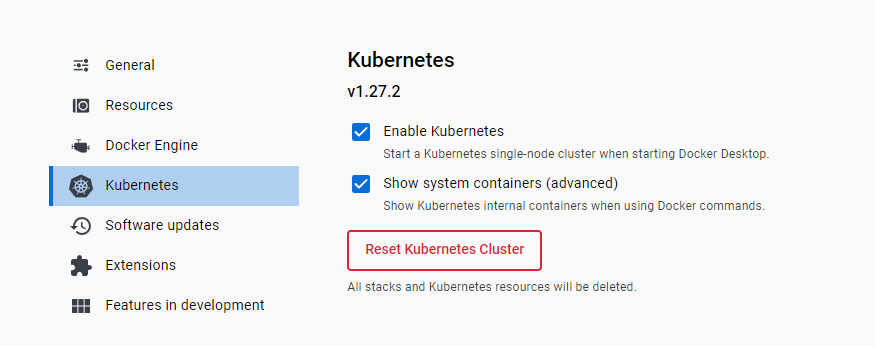 General
Resources
Docker Engine
Kubernetes
Software updates
Extensions
Features in development
Kubernetes
v1.27.2
Enable Kubernetes
Start a Kubernetes single-node cluster when starting Docker Desktop.
Show system containers (advanced)
Show Kubernetes internal containers when using Docker commands.
Reset Kubernetes Cluster
All stacks and Kubernetes resources will be deleted.